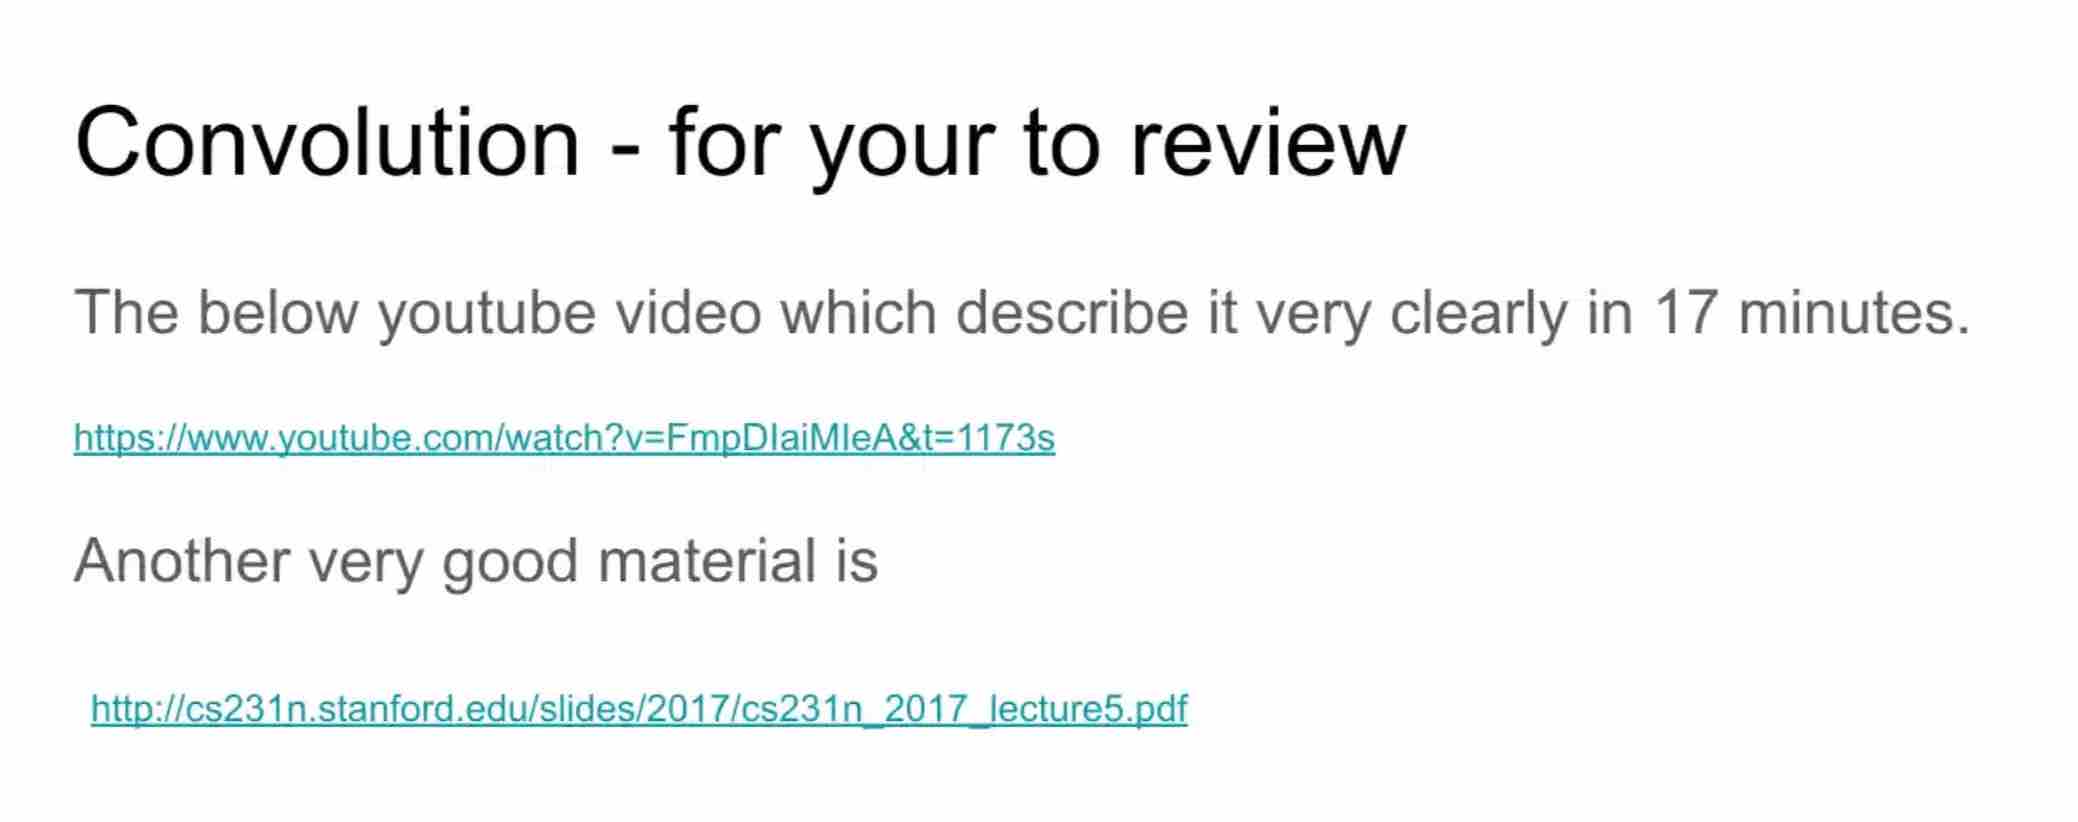 Convolution - for your to review
The below youtube video which describe it very clearly in 17 minutes.
https://www.youtube.com/watch?v=FmpDIaiMIeA&t=1173s
Another very good material is
http://cs231n.stanford.edu/slides/2017/cs231n_2017_lecture5.pdf